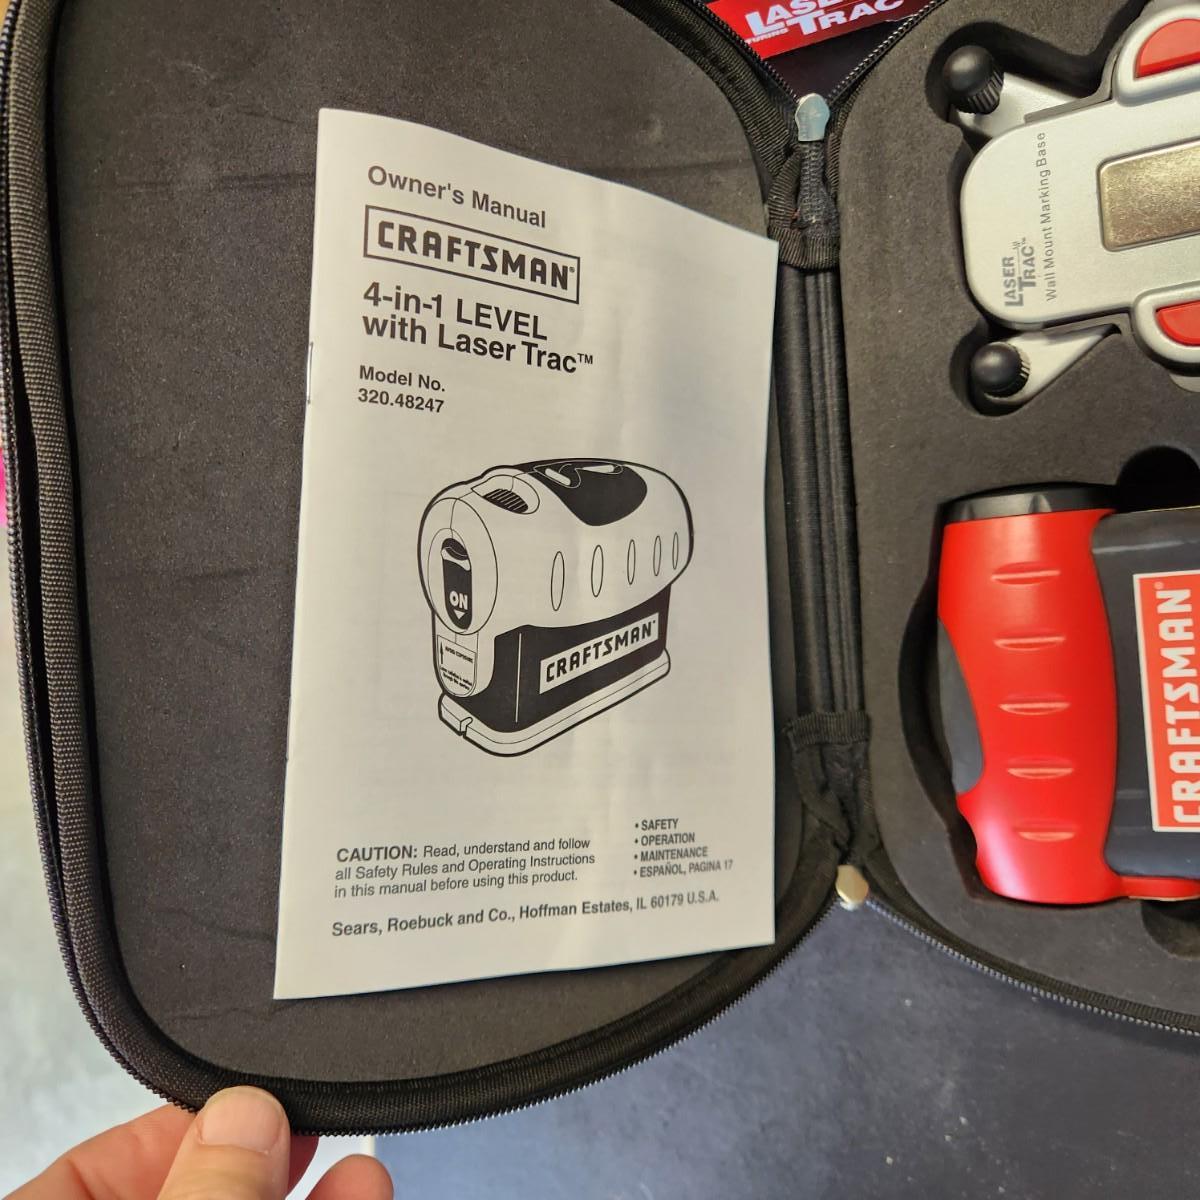 LASER
TRAC
Owner's Manual
CRAFTSMAN®
4-in-1 LEVEL
with Laser Trac™
Model No.
320.48247
ON
CRAFTSMAN®
CAUTION: Read, understand and follow
all Safety Rules and Operating Instructions
in this manual before using this product.
• SAFETY
• OPERATION
• MAINTENANCE
• ESPAÑOL, PAGINA 17
Sears, Roebuck and Co., Hoffman Estates, IL 60179 U.S.A.
LASER
TRAC™
Wall Mount Marking Base
CRAFTSMAN®